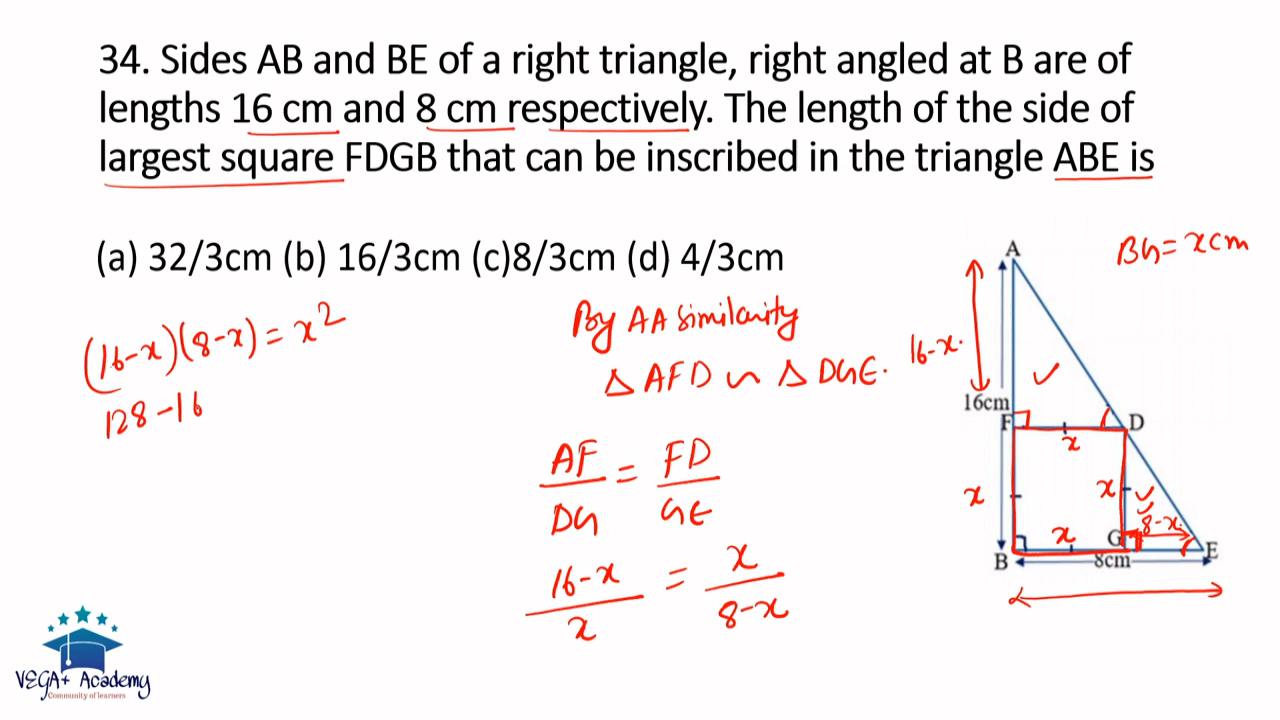 34. Sides AB and BE of a right triangle, right angled at B are of
lengths 16 cm and 8 cm respectively. The length of the side of
largest square FDGB that can be inscribed in the triangle ABE is
(a) 32/3cm (b) 16/3cm (c)8/3cm (d) 4/3cm
(16-x)(8-x) = x²
128-16
By AA similarity
Δ AFD ∽ Δ DGE.
AF/DG = FD/GE
16-x/x = x/8-x
BG = x cm
A
16-x.
16cm
F
D
x
x
x
8-x
x
G
B
8cm
E
VEGA+ Academy
Community of learners